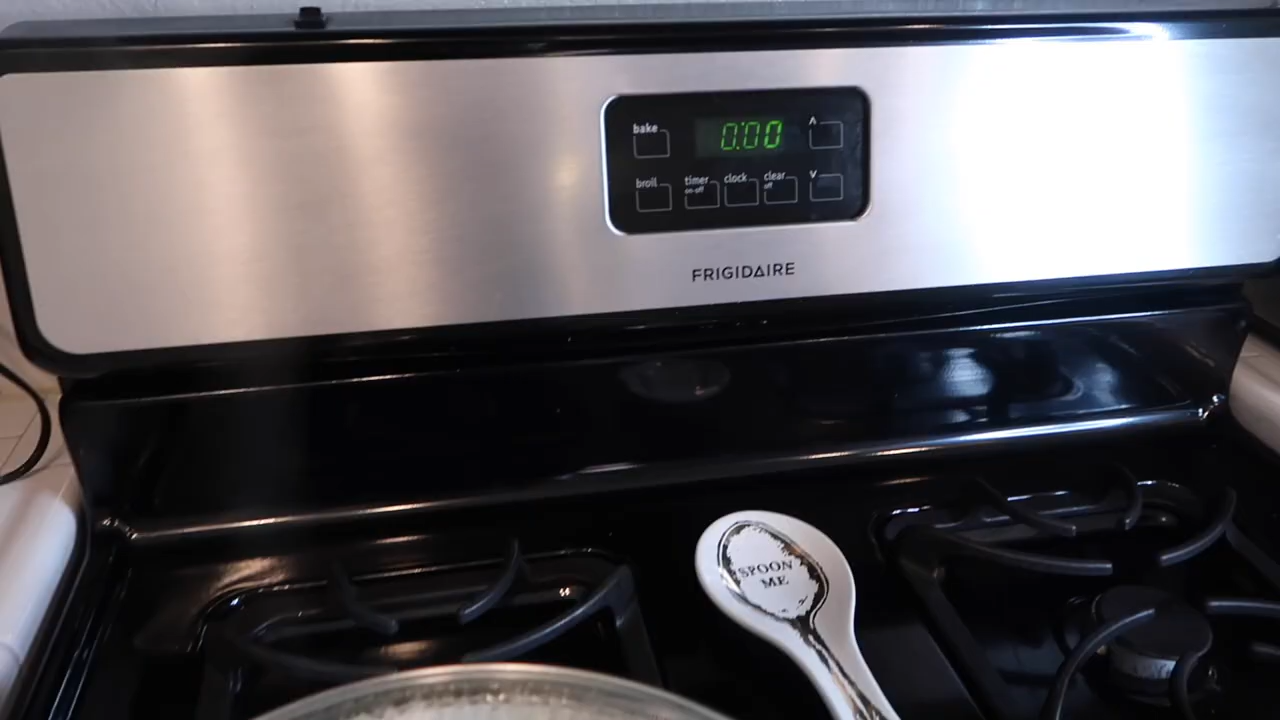 bake
0:00
^
broil
timer
on-off
clock
clear
off
v
FRIGIDAIRE
SPOON
ME